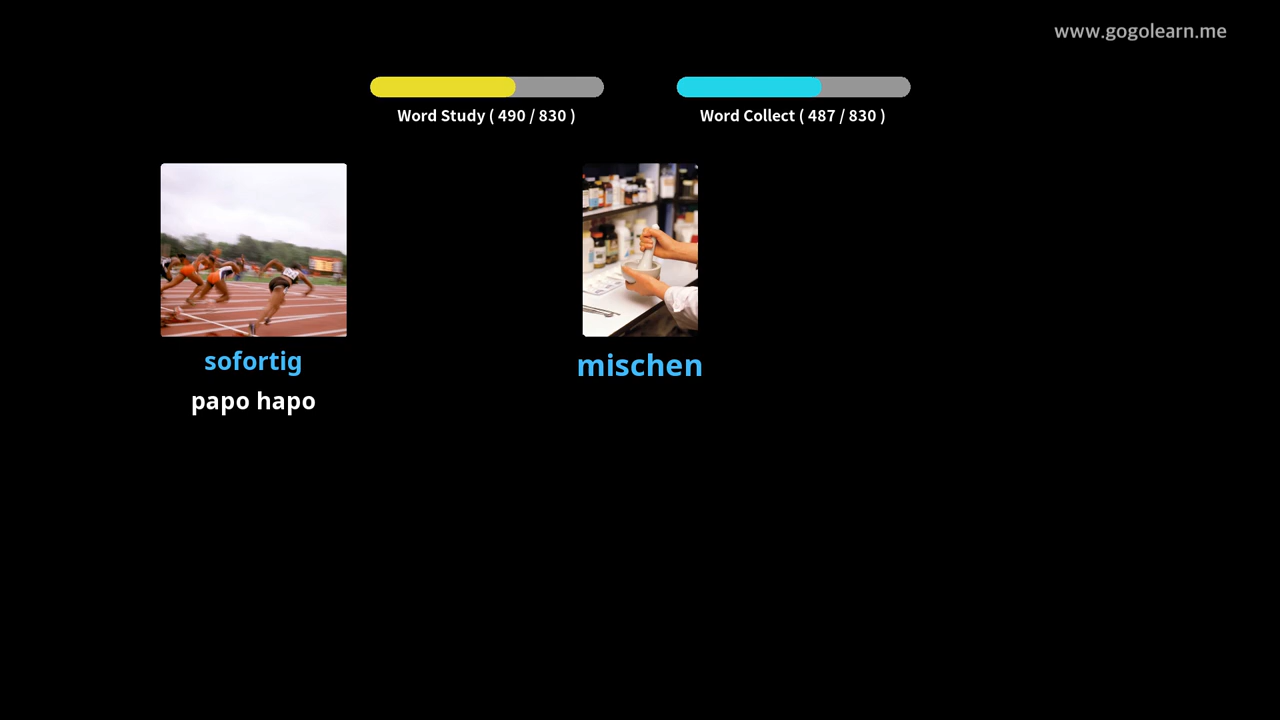 www.gogolearn.me
Word Study ( 490 / 830 )
Word Collect ( 487 / 830 )
sofortig
papo hapo
mischen